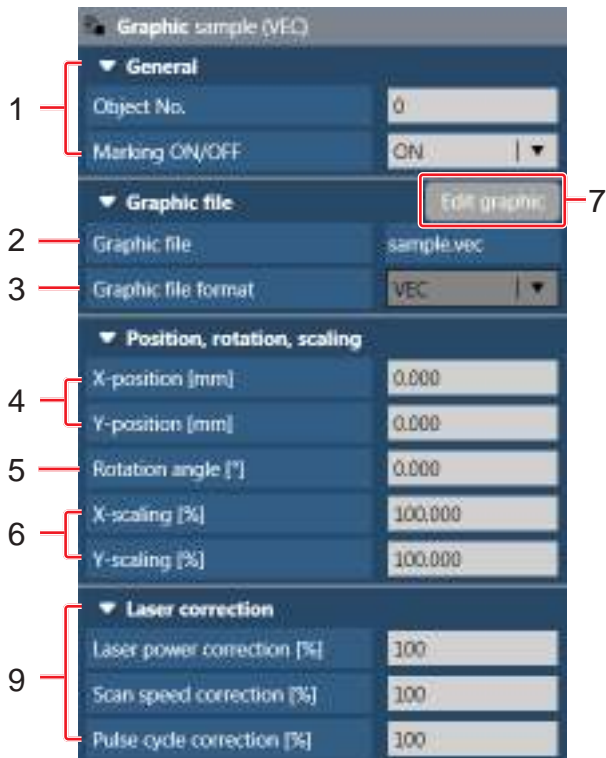 Graphic sample (VEC)
General
1
Object No. 0
Marking ON/OFF ON
Graphic file Edit graphic 7
2 Graphic file sample.vec
3 Graphic file format VEC
Position, rotation, scaling
4
X-position [mm] 0.000
Y-position [mm] 0.000
5 Rotation angle [°] 0.000
6
X-scaling [%] 100.000
Y-scaling [%] 100.000
Laser correction
9
Laser power correction [%] 100
Scan speed correction [%] 100
Pulse cycle correction [%] 100